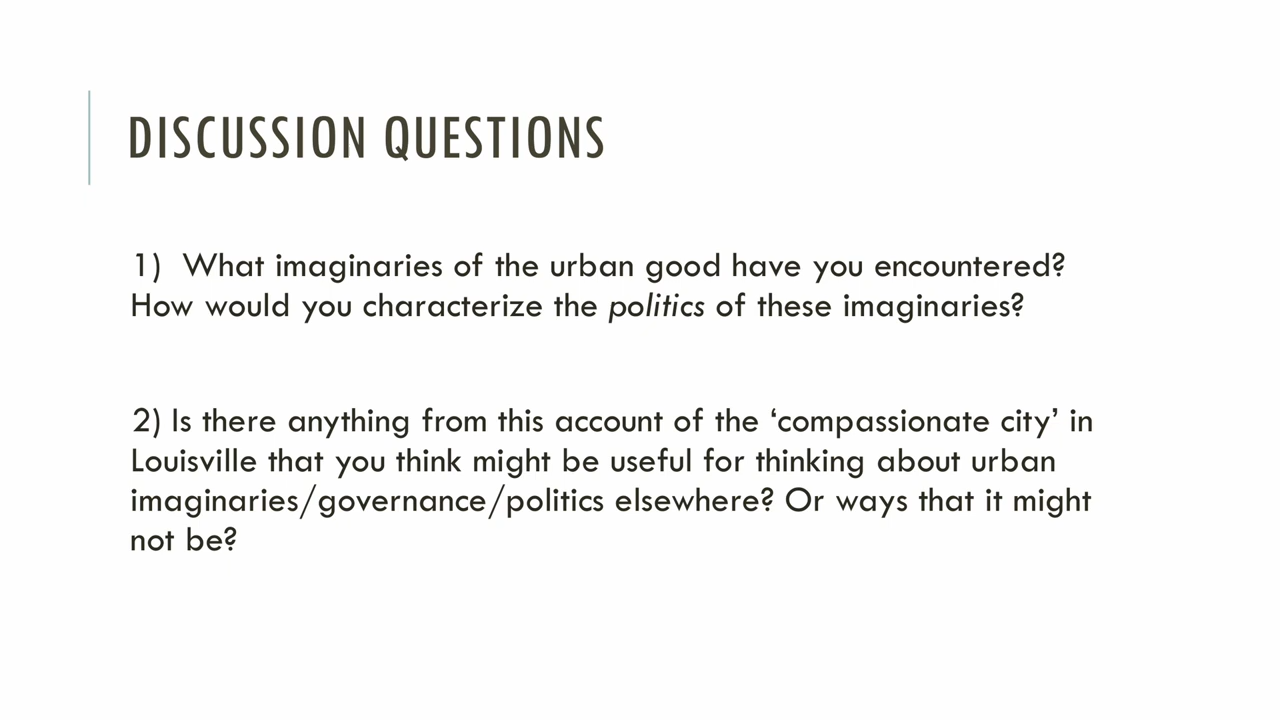 DISCUSSION QUESTIONS
1) What imaginaries of the urban good have you encountered?
How would you characterize the politics of these imaginaries?
2) Is there anything from this account of the ‘compassionate city’ in
Louisville that you think might be useful for thinking about urban
imaginaries/governance/politics elsewhere? Or ways that it might
not be?